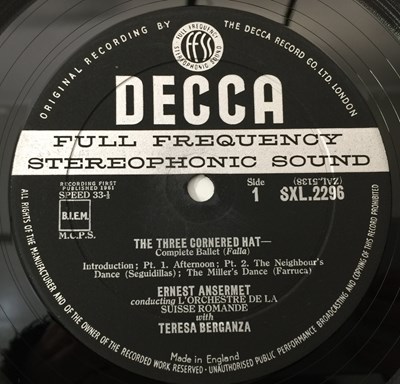 ORIGINAL RECORDING BY
THE DECCA RECORD CO. LTD. LONDON
FULL FREQUENCY
ffss
STEREOPHONIC SOUND
DECCA
FULL FREQUENCY
STEREOPHONIC SOUND
RECORDING FIRST
PUBLISHED 1961
SPEED 33⅓
B.I.E.M.
M.C.P.S.
Side
1
(ZAL.5138)
SXL.2296
THE THREE CORNERED HAT—
Complete Ballet (Falla)
Introduction; Pt. 1. Afternoon; Pt. 2. The Neighbour's
Dance (Seguidillas); The Miller's Dance (Farruca)
ERNEST ANSERMET
conducting L'ORCHESTRE DE LA
SUISSE ROMANDE
with
TERESA BERGANZA
Made in England
ALL RIGHTS OF THE MANUFACTURER AND OF THE OWNER OF THE RECORDED WORK RESERVED—UNAUTHORISED PUBLIC PERFORMANCE BROADCASTING AND COPYING OF THIS RECORD PROHIBITED